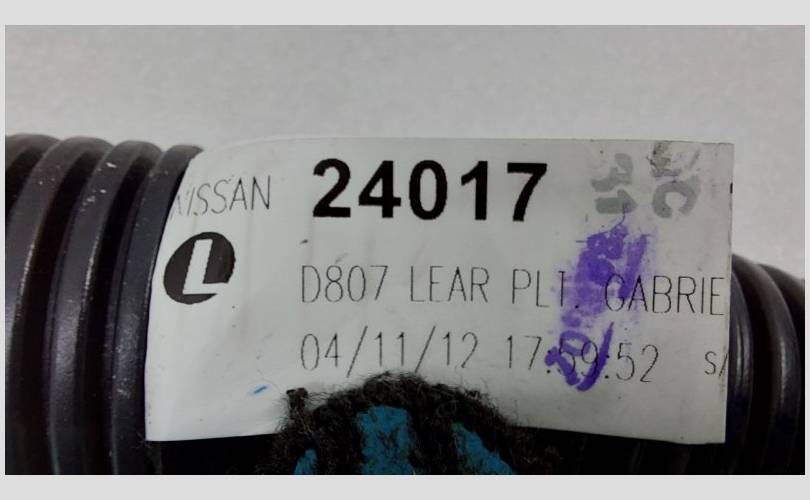 NISSAN 24017
L
D807 LEAR PLT. GABRIE
04/11/12 17:59:52 s/